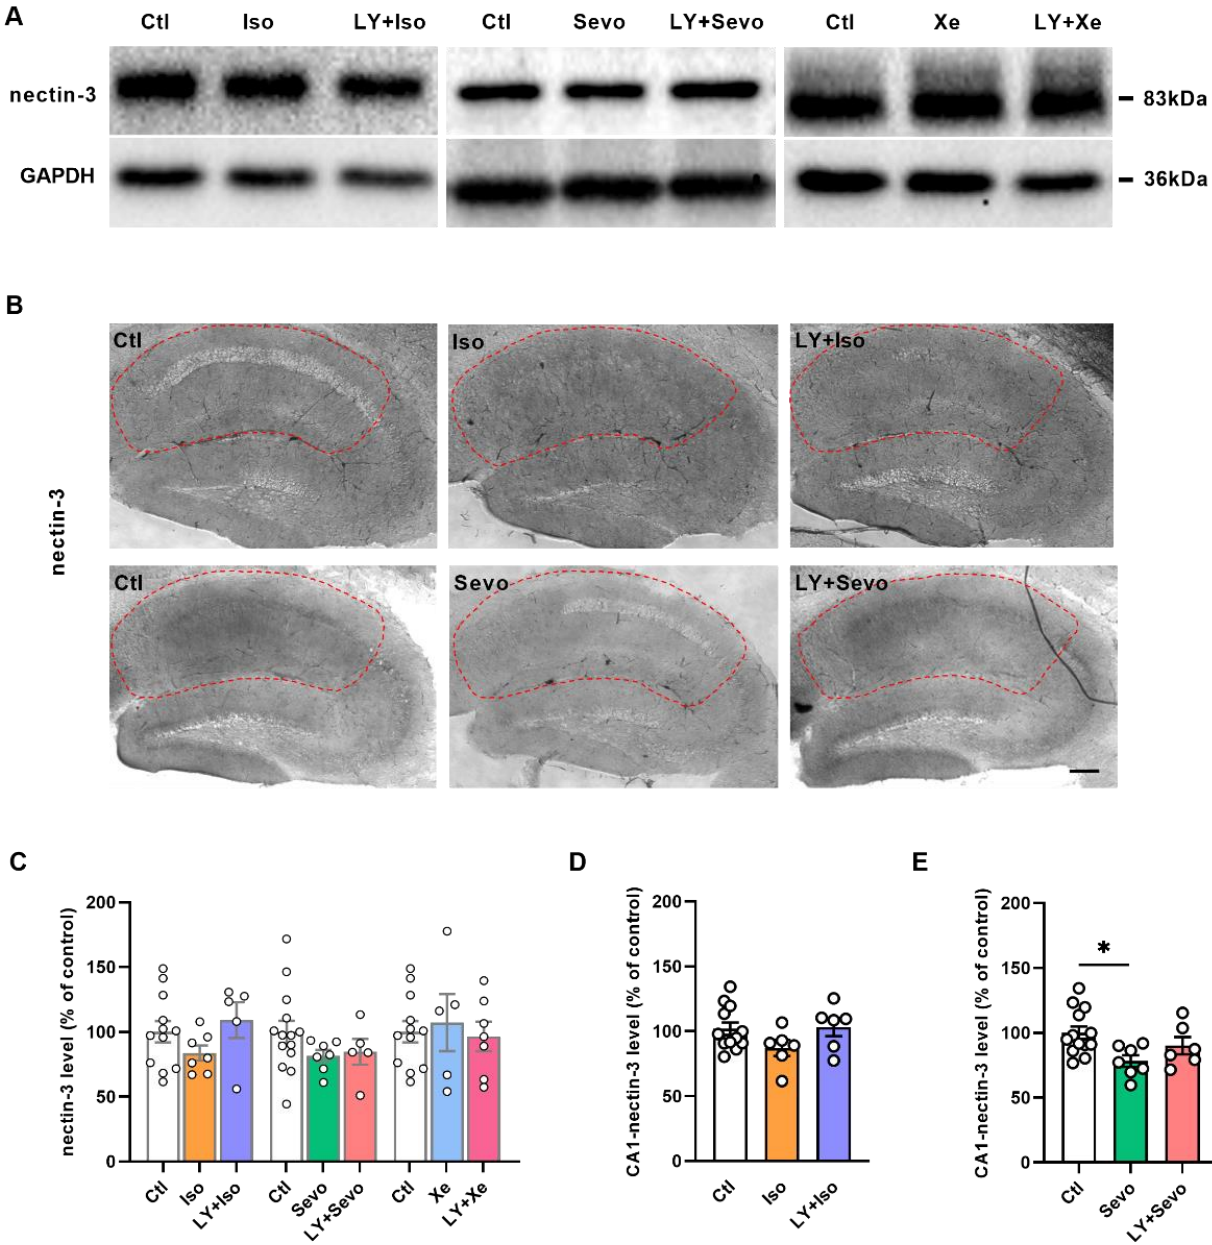 A
Ctl Iso LY+Iso Ctl Sevo LY+Sevo Ctl Xe LY+Xe
nectin-3
83kDa
GAPDH
36kDa
B
nectin-3
Ctl Iso LY+Iso
Ctl Sevo LY+Sevo
C
nectin-3 level (% of control)
200
150
100
50
0
Ctl Iso LY+Iso Ctl Sevo LY+Sevo Ctl Xe LY+Xe
D
CA1-nectin-3 level (% of control)
200
150
100
50
0
Ctl Iso LY+Iso
E
CA1-nectin-3 level (% of control)
200
150
100
50
0
*
Ctl Sevo LY+Sevo